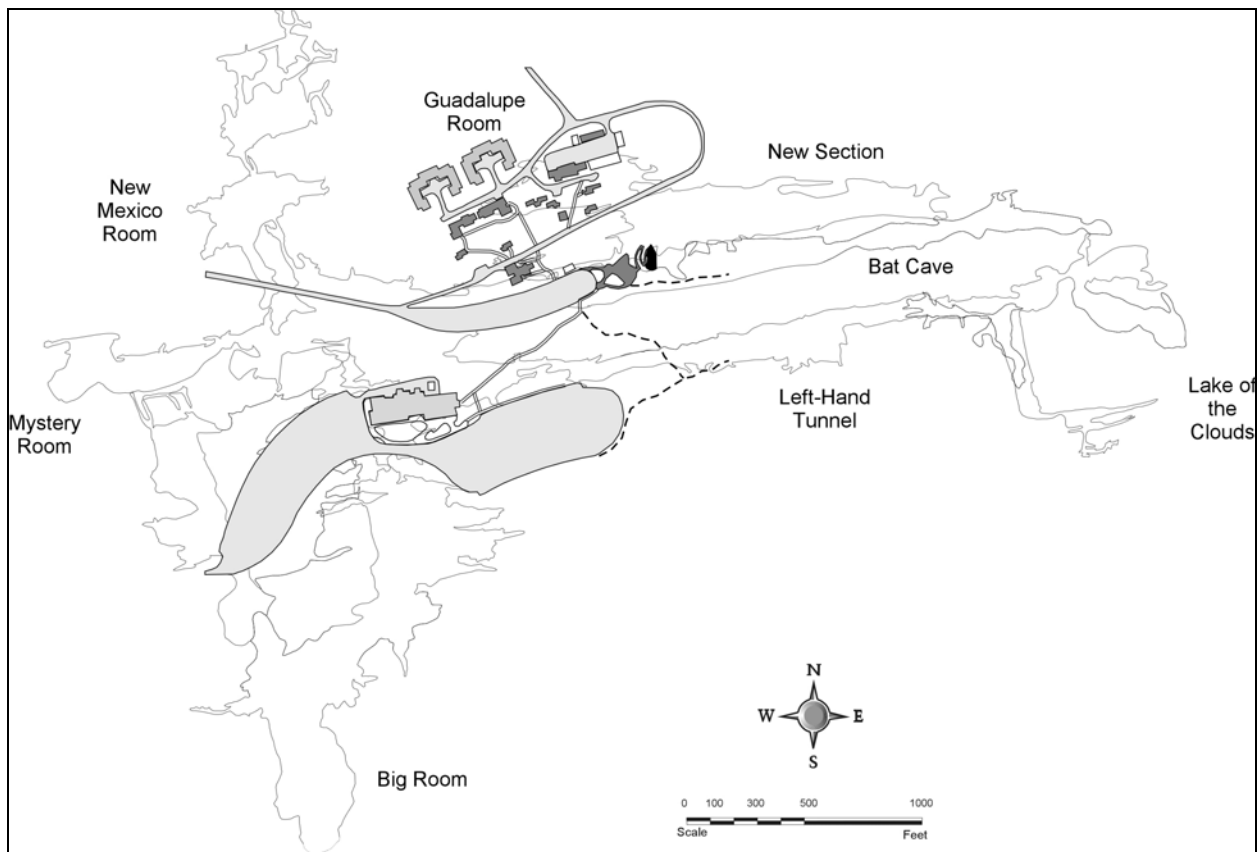 Guadalupe
Room
New Section
New
Mexico
Room
Bat Cave
Mystery
Room
Left-Hand
Tunnel
Lake of
the
Clouds
N
W E
S
Big Room
0 100 300 500 1000
Scale Feet